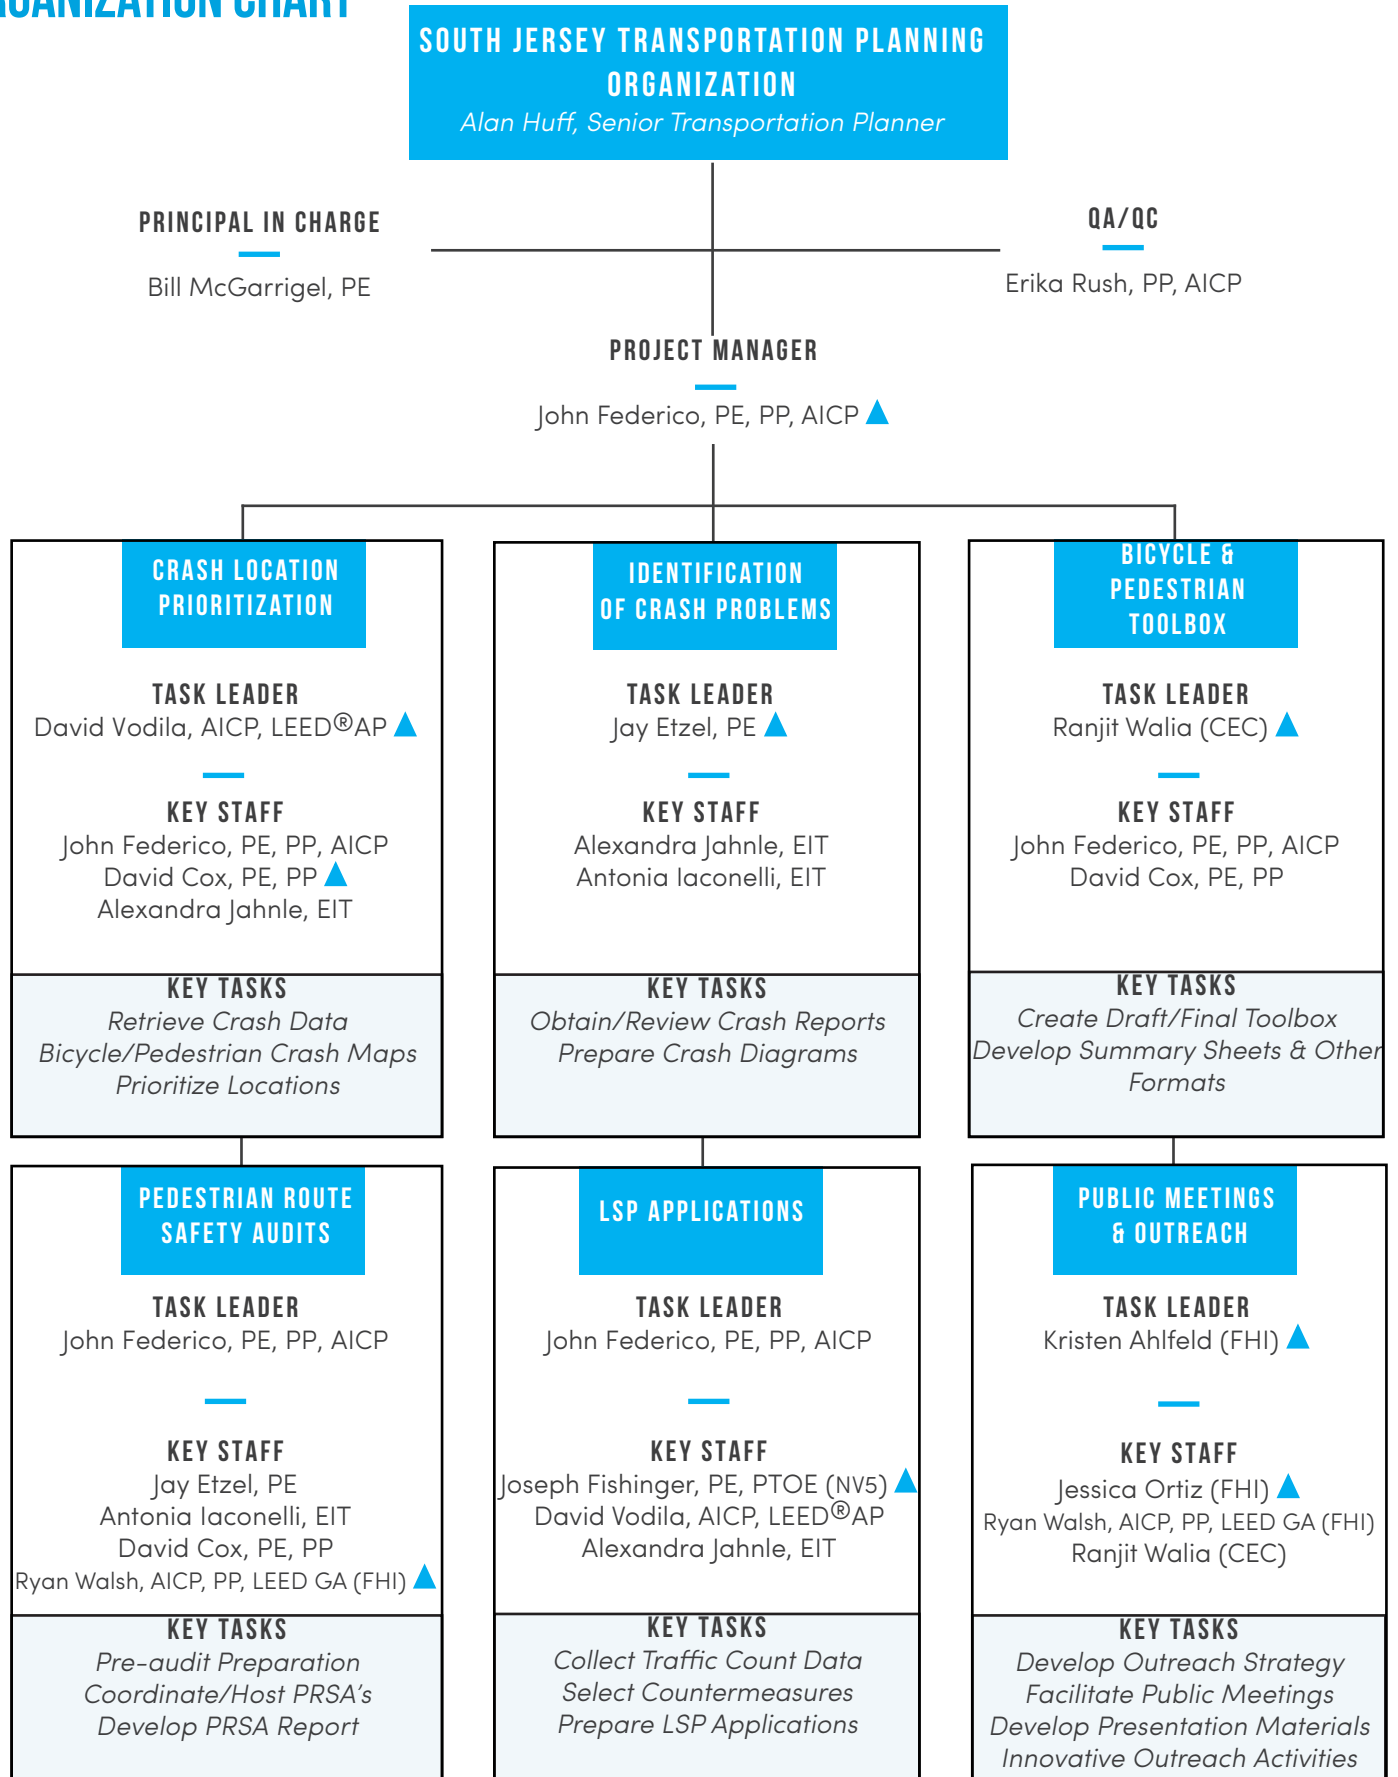 ORGANIZATION CHART
SOUTH JERSEY TRANSPORTATION PLANNING
ORGANIZATION
Alan Huff, Senior Transportation Planner
PRINCIPAL IN CHARGE
Bill McGarrigel, PE
QA/QC
Erika Rush, PP, AICP
PROJECT MANAGER
John Federico, PE, PP, AICP
CRASH LOCATION
PRIORITIZATION
TASK LEADER
David Vodila, AICP, LEED®AP
KEY STAFF
John Federico, PE, PP, AICP
David Cox, PE, PP
Alexandra Jahnle, EIT
KEY TASKS
Retrieve Crash Data
Bicycle/Pedestrian Crash Maps
Prioritize Locations
IDENTIFICATION
OF CRASH PROBLEMS
TASK LEADER
Jay Etzel, PE
KEY STAFF
Alexandra Jahnle, EIT
Antonia Iaconelli, EIT
KEY TASKS
Obtain/Review Crash Reports
Prepare Crash Diagrams
BICYCLE &
PEDESTRIAN
TOOLBOX
TASK LEADER
Ranjit Walia (CEC)
KEY STAFF
John Federico, PE, PP, AICP
David Cox, PE, PP
KEY TASKS
Create Draft/Final Toolbox
Develop Summary Sheets & Other
Formats
PEDESTRIAN ROUTE
SAFETY AUDITS
TASK LEADER
John Federico, PE, PP, AICP
KEY STAFF
Jay Etzel, PE
Antonia Iaconelli, EIT
David Cox, PE, PP
Ryan Walsh, AICP, PP, LEED GA (FHI)
KEY TASKS
Pre-audit Preparation
Coordinate/Host PRSA's
Develop PRSA Report
LSP APPLICATIONS
TASK LEADER
John Federico, PE, PP, AICP
KEY STAFF
Joseph Fishinger, PE, PTOE (NV5)
David Vodila, AICP, LEED®AP
Alexandra Jahnle, EIT
KEY TASKS
Collect Traffic Count Data
Select Countermeasures
Prepare LSP Applications
PUBLIC MEETINGS
& OUTREACH
TASK LEADER
Kristen Ahlfeld (FHI)
KEY STAFF
Jessica Ortiz (FHI)
Ryan Walsh, AICP, PP, LEED GA (FHI)
Ranjit Walia (CEC)
KEY TASKS
Develop Outreach Strategy
Facilitate Public Meetings
Develop Presentation Materials
Innovative Outreach Activities